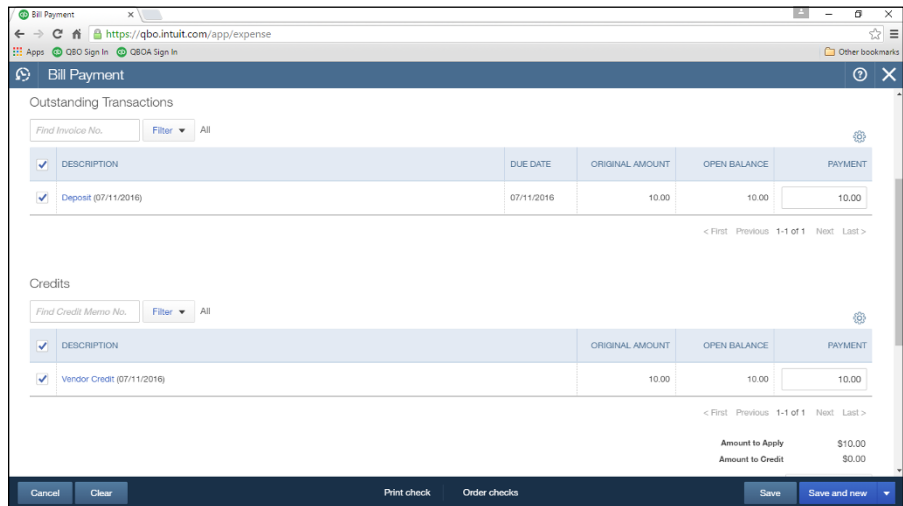 Bill Payment
https://qbo.intuit.com/app/expense
Apps QBO Sign In QBOA Sign In Other bookmarks
Bill Payment
Outstanding Transactions
Find Invoice No. Filter All
DESCRIPTION DUE DATE ORIGINAL AMOUNT OPEN BALANCE PAYMENT
Deposit (07/11/2016) 07/11/2016 10.00 10.00 10.00
< First Previous 1-1 of 1 Next Last >
Credits
Find Credit Memo No. Filter All
DESCRIPTION ORIGINAL AMOUNT OPEN BALANCE PAYMENT
Vendor Credit (07/11/2016) 10.00 10.00 10.00
< First Previous 1-1 of 1 Next Last >
Amount to Apply $10.00
Amount to Credit $0.00
Cancel Clear Print check Order checks Save Save and new